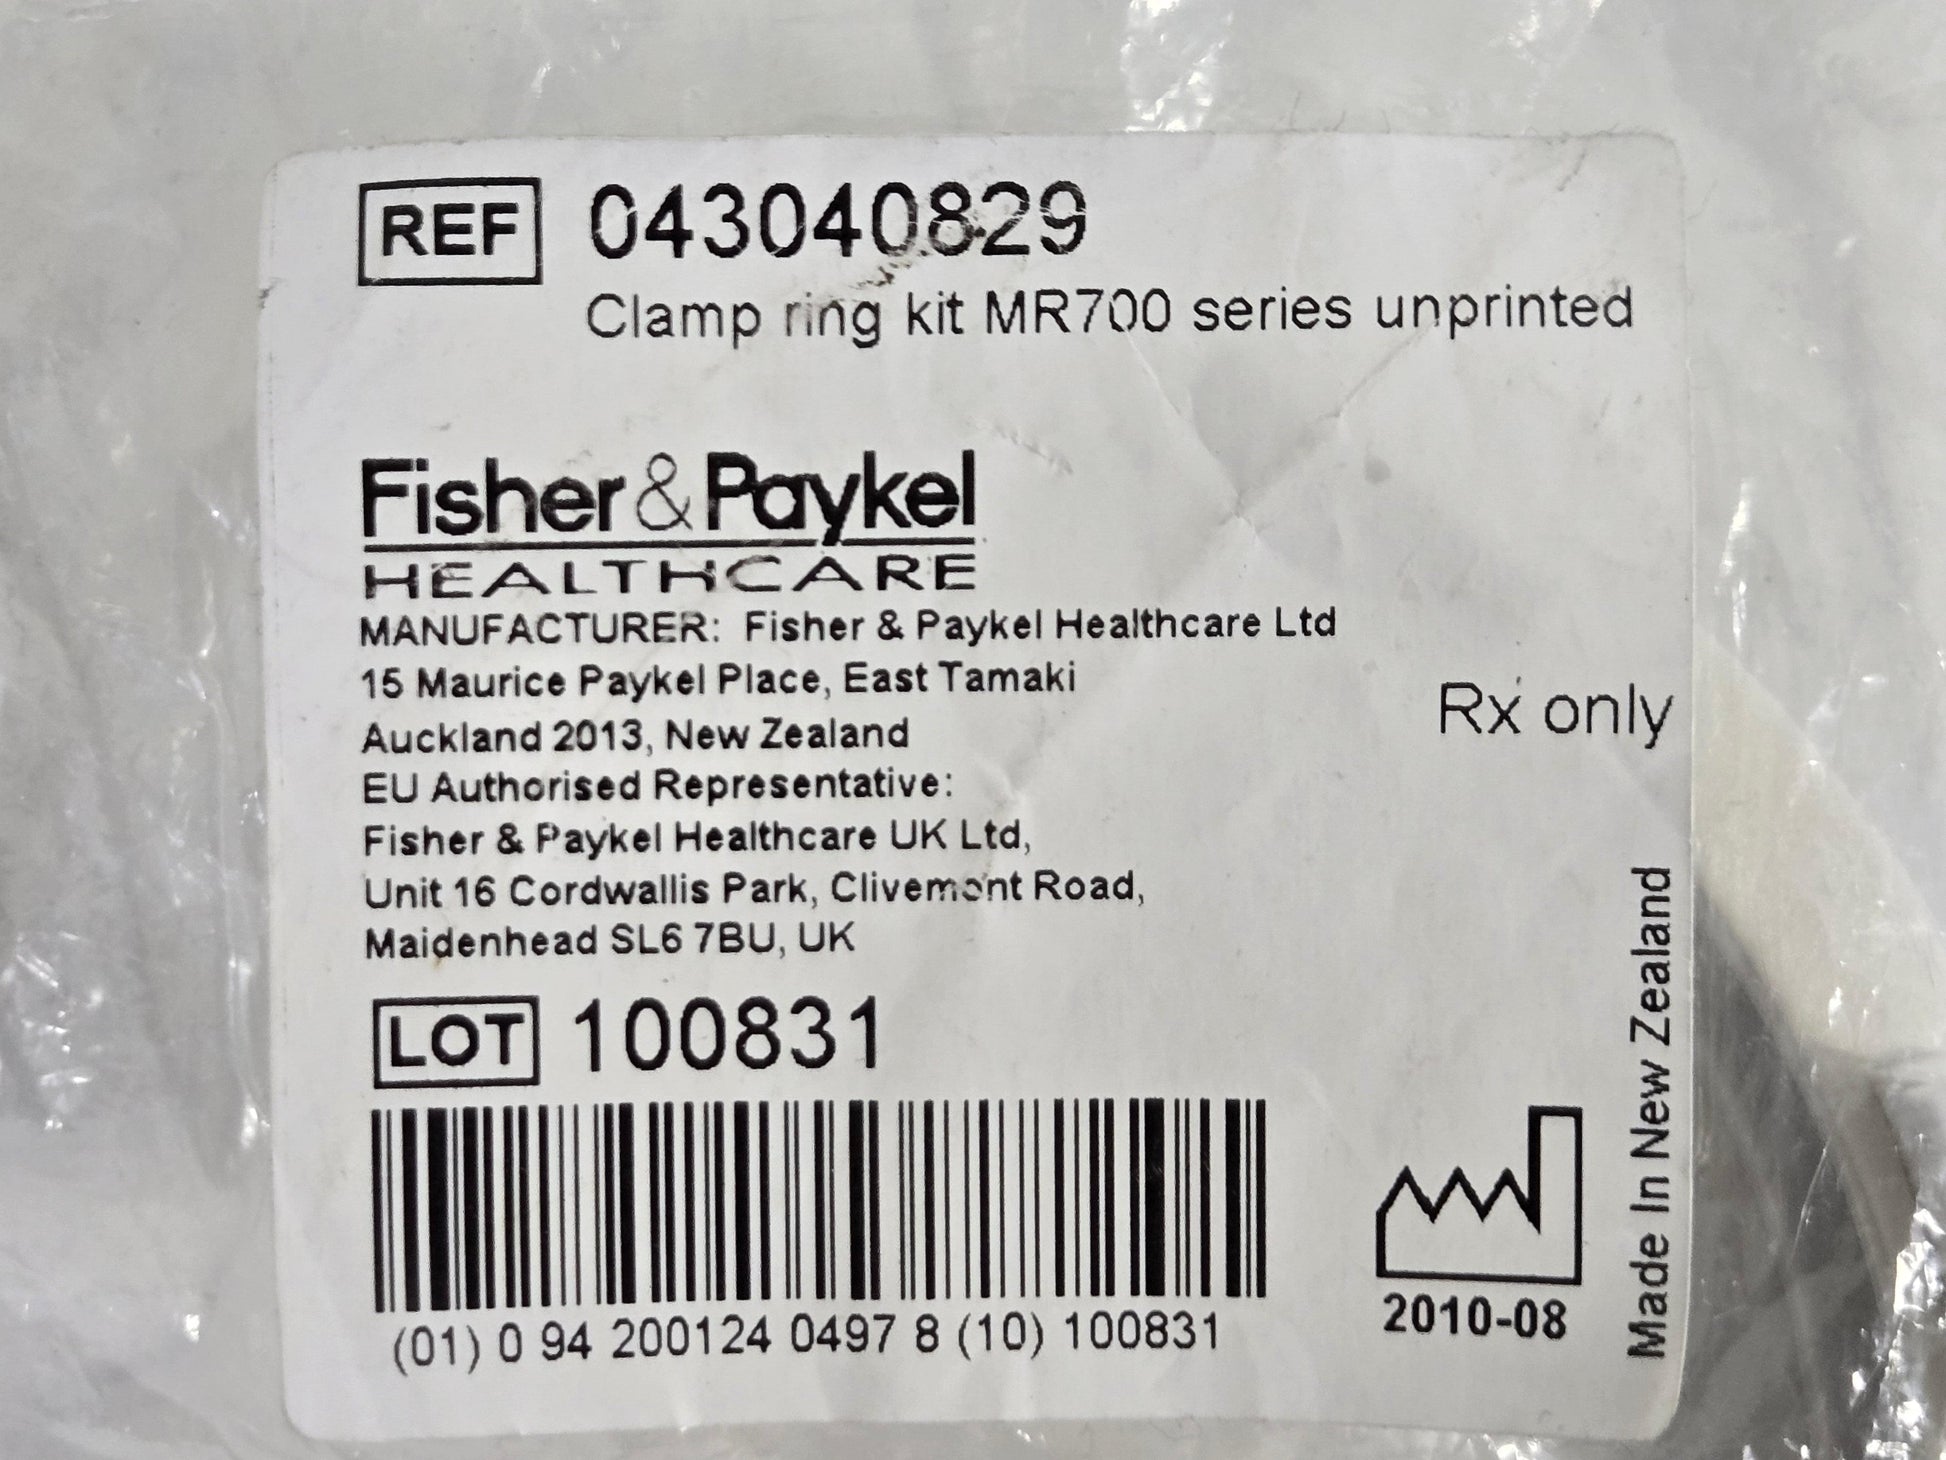 REF 043040829
Clamp ring kit MR700 series unprinted
Fisher & Paykel
HEALTHCARE
MANUFACTURER: Fisher & Paykel Healthcare Ltd
15 Maurice Paykel Place, East Tamaki
Auckland 2013, New Zealand
EU Authorised Representative:
Fisher & Paykel Healthcare UK Ltd,
Unit 16 Cordwallis Park, Clivemont Road,
Maidenhead SL6 7BU, UK
Rx only
LOT 100831
(01) 0 94 200124 0497 8 (10) 100831
2010-08
Made In New Zealand